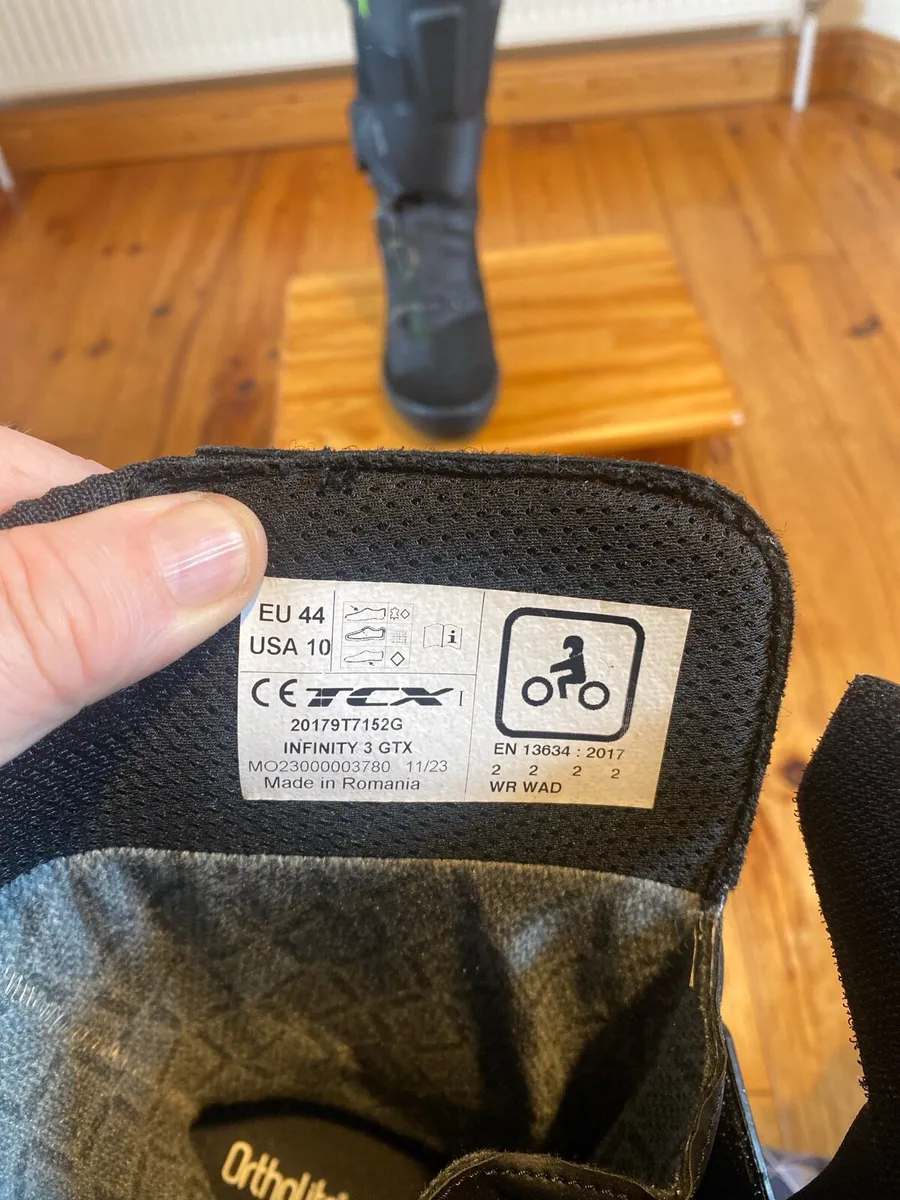 EU 44
USA 10
i
CE TCX
20179T7152G
INFINITY 3 GTX
MO23000003780 11/23
Made in Romania
EN 13634 : 2017
2 2 2 2
WR WAD